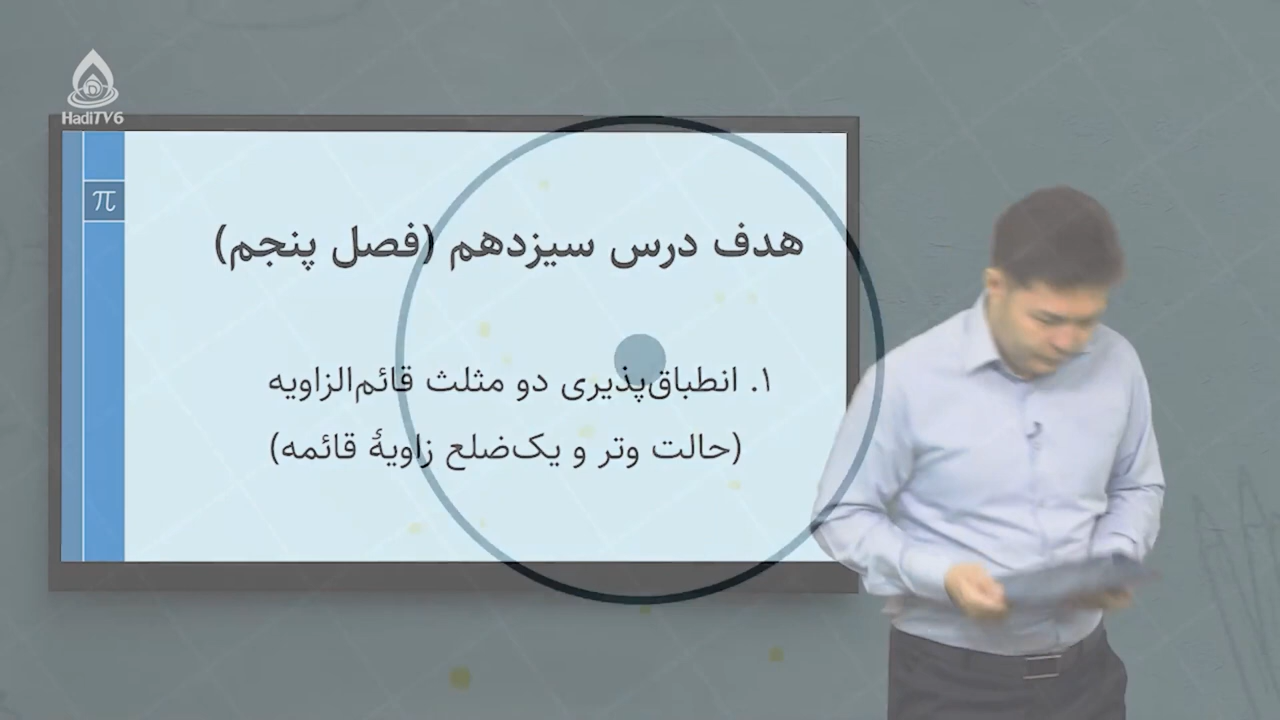 HadiTV6
π
هدف درس سیزدهم (فصل پنجم)
۱. انطباق‌پذیری دو مثلث قائم‌الزاویه
(حالت وتر و یک‌ضلع زاویهٔ قائمه)